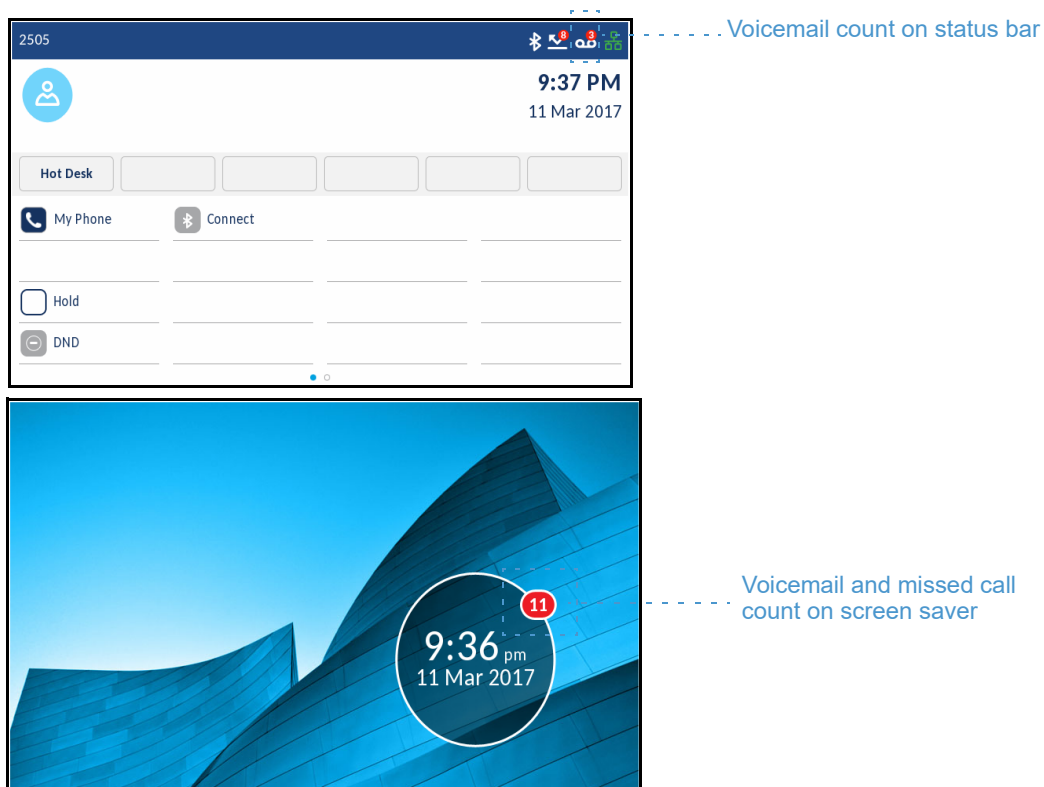 2505
8
3
Voicemail count on status bar
9:37 PM
11 Mar 2017
Hot Desk
My Phone
Connect
Hold
DND
11
9:36 pm
11 Mar 2017
Voicemail and missed call
count on screen saver